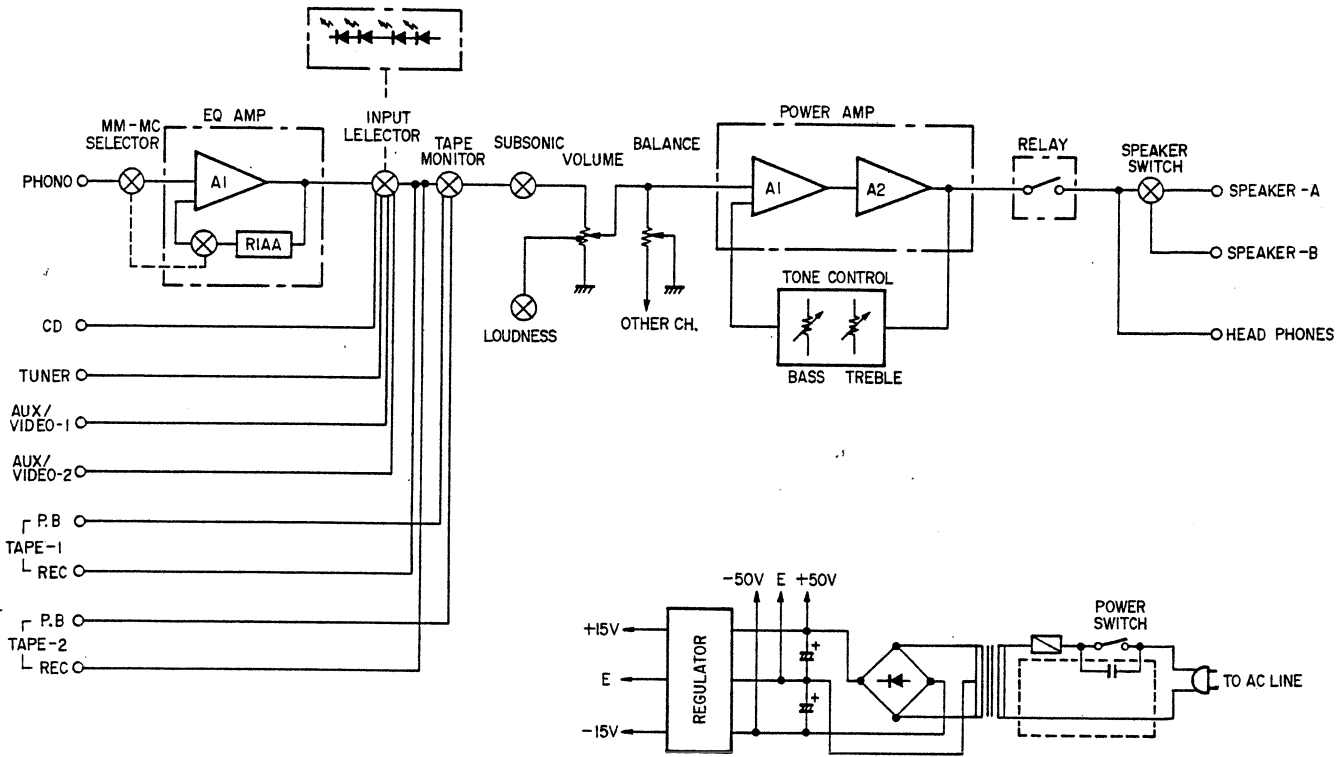 EQ AMP
MM-MC
SELECTOR
PHONO
A1
RIAA
INPUT
LELECTOR
TAPE
MONITOR
SUBSONIC
VOLUME
BALANCE
LOUDNESS
OTHER CH.
POWER AMP
A1
A2
TONE CONTROL
BASS
TREBLE
RELAY
SPEAKER
SWITCH
SPEAKER-A
SPEAKER-B
HEAD PHONES
CD
TUNER
AUX/
VIDEO-1
AUX/
VIDEO-2
P.B
TAPE-1
REC
P.B
TAPE-2
REC
-50V
E
+50V
+15V
E
-15V
REGULATOR
+
+
POWER
SWITCH
TO AC LINE